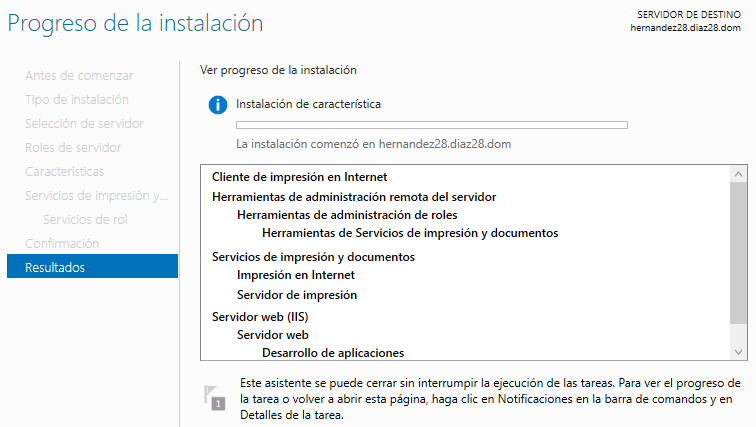 Progreso de la instalación
SERVIDOR DE DESTINO
hernandez28.diaz28.dom
Antes de comenzar
Tipo de instalación
Selección de servidor
Roles de servidor
Características
Servicios de impresión y...
Servicios de rol
Confirmación
Resultados
Ver progreso de la instalación
Instalación de característica
La instalación comenzó en hernandez28.diaz28.dom
Cliente de impresión en Internet
Herramientas de administración remota del servidor
Herramientas de administración de roles
Herramientas de Servicios de impresión y documentos
Servicios de impresión y documentos
Impresión en Internet
Servidor de impresión
Servidor web (IIS)
Servidor web
Desarrollo de aplicaciones
1
Este asistente se puede cerrar sin interrumpir la ejecución de las tareas. Para ver el progreso de
la tarea o volver a abrir esta página, haga clic en Notificaciones en la barra de comandos y en
Detalles de la tarea.